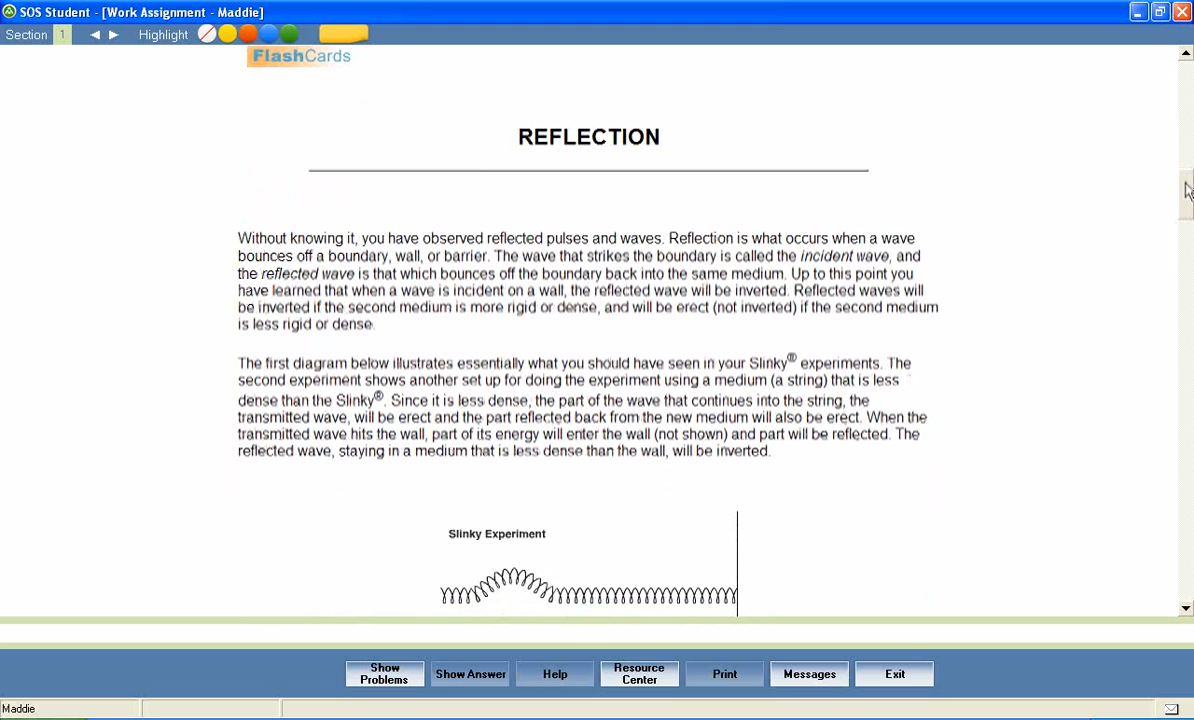 SOS Student - [Work Assignment - Maddie]
Section 1 Highlight
FlashCards
REFLECTION
Without knowing it, you have observed reflected pulses and waves. Reflection is what occurs when a wave
bounces off a boundary, wall, or barrier. The wave that strikes the boundary is called the incident wave, and
the reflected wave is that which bounces off the boundary back into the same medium. Up to this point you
have learned that when a wave is incident on a wall, the reflected wave will be inverted. Reflected waves will
be inverted if the second medium is more rigid or dense, and will be erect (not inverted) if the second medium
is less rigid or dense.
The first diagram below illustrates essentially what you should have seen in your Slinky® experiments. The
second experiment shows another set up for doing the experiment using a medium (a string) that is less
dense than the Slinky®. Since it is less dense, the part of the wave that continues into the string, the
transmitted wave, will be erect and the part reflected back from the new medium will also be erect. When the
transmitted wave hits the wall, part of its energy will enter the wall (not shown) and part will be reflected. The
reflected wave, staying in a medium that is less dense than the wall, will be inverted.
Slinky Experiment
Show Problems Show Answer Help Resource Center Print Messages Exit
Maddie